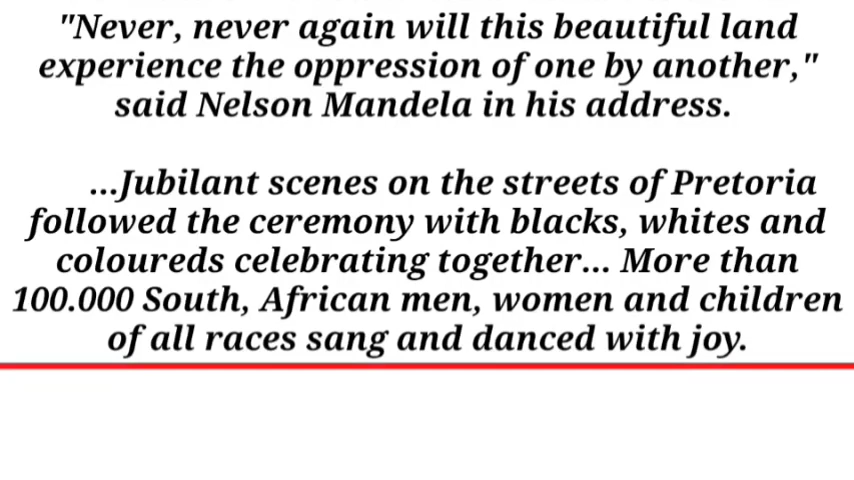 "Never, never again will this beautiful land
experience the oppression of one by another,"
said Nelson Mandela in his address.
...Jubilant scenes on the streets of Pretoria
followed the ceremony with blacks, whites and
coloureds celebrating together... More than
100.000 South, African men, women and children
of all races sang and danced with joy.